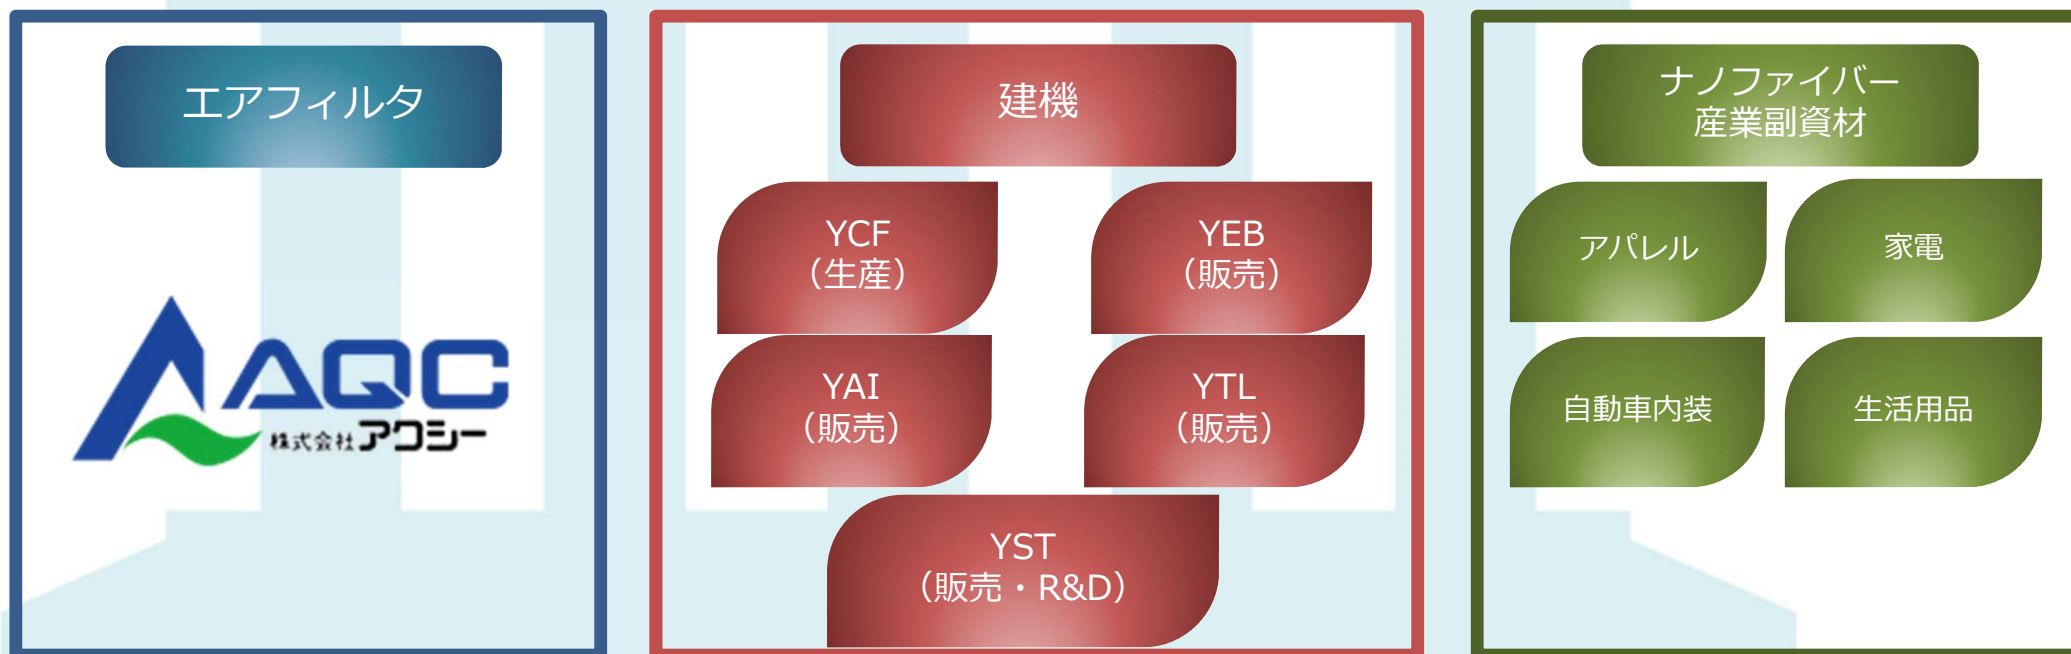 エアフィルタ
AQC
株式会社アクシー
建機
YCF
（生産）
YEB
（販売）
YAI
（販売）
YTL
（販売）
YST
（販売・R&D）
ナノファイバー
産業副資材
アパレル
家電
自動車内装
生活用品